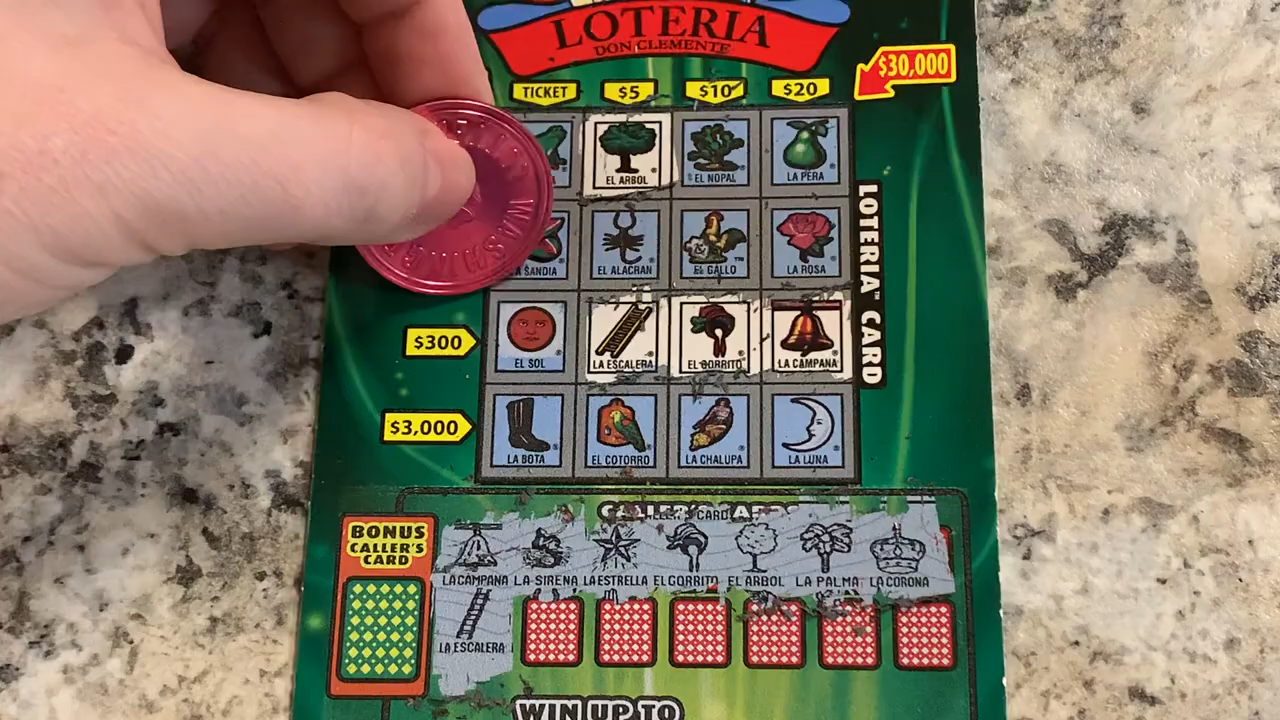 LOTERIA
DON CLEMENTE
$30,000
TICKET $5 $10 $20
EL ARBOL EL NOPAL LA PERA
SANDIA EL ALACRAN EL GALLO LA ROSA
LOTERIA™ CARD
$300
EL SOL LA ESCALERA EL GORRITO LA CAMPANA
$3,000
LA BOTA EL COTORRO LA CHALUPA LA LUNA
BONUS
CALLER'S
CARD
LA CAMPANA LA SIRENA LA ESTRELLA EL GORRITO EL ARBOL LA PALMA LA CORONA
LA ESCALERA
WIN UP TO